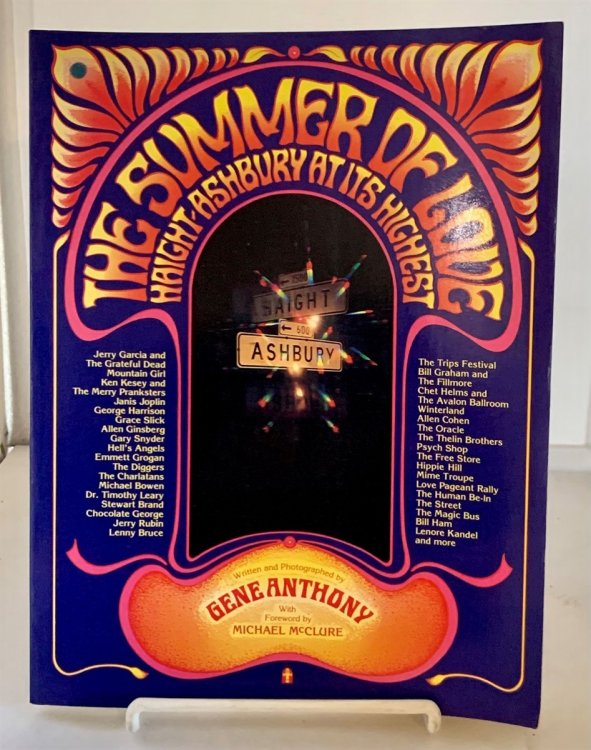 THE SUMMER OF LOVE
HAIGHT-ASHBURY AT ITS HIGHEST
HAIGHT
← 600
ASHBURY
Jerry Garcia and
The Grateful Dead
Mountain Girl
Ken Kesey and
The Merry Pranksters
Janis Joplin
George Harrison
Grace Slick
Allen Ginsberg
Gary Snyder
Hell's Angels
Emmett Grogan
The Diggers
The Charlatans
Michael Bowen
Dr. Timothy Leary
Stewart Brand
Chocolate George
Jerry Rubin
Lenny Bruce
The Trips Festival
Bill Graham and
The Fillmore
Chet Helms and
The Avalon Ballroom
Winterland
Allen Cohen
The Oracle
The Thelin Brothers
Psych Shop
The Free Store
Hippie Hill
Mime Troupe
Love Pageant Rally
The Human Be-In
The Street
The Magic Bus
Bill Ham
Lenore Kandel
and more
Written and Photographed by
GENE ANTHONY
With
Foreword by
MICHAEL McCLURE